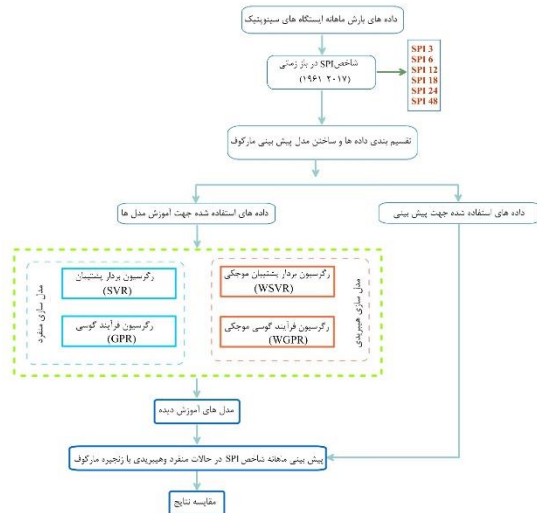 داده های بارش ماهانه ایستگاه های سینوپتیک
شاخص SPI در باز زمانی
(۱۹۶۱ ۲۰۱۷)
SPI 3
SPI 6
SPI 12
SPI 18
SPI 24
SPI 48
تقسیم بندی داده ها و ساختن مدل پیش بینی مارکوف
داده های استفاده شده جهت آموزش مدل ها
داده های استفاده شده جهت پیش بینی
مدل سازی هیبریدی
رگرسیون بردار پشتیبان موجکی
(WSVR)
رگرسیون فرآیند گوسی موجکی
(WGPR)
رگرسیون بردار پشتیبان
(SVR)
رگرسیون فرآیند گوسی
(GPR)
مدل سازی منفرد
مدل های آموزش دیده
پیش بینی ماهانه شاخص SPI در حالات منفرد وهیبریدی با زنجیره مارکوف
مقایسه نتایج